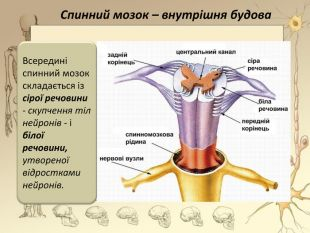 Спинний мозок – внутрішня будова
Всередині
спинний мозок
складається із
сірої речовини
- скупчення тіл
нейронів - і
білої
речовини,
утвореної
відростками
нейронів.
задній
корінець
центральний канал
сіра
речовина
біла
речовина
передній
корінець
спинномозкова
рідина
нервові вузли